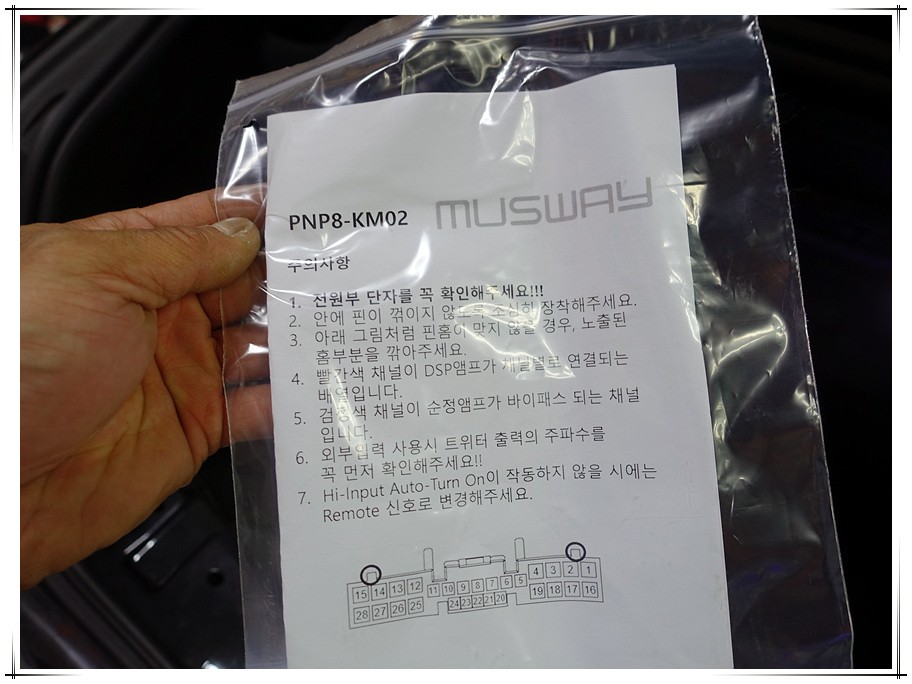 PNP8-KM02 MUSWAY
주의사항
1. 전원부 단자를 꼭 확인해주세요!!!
2. 안에 핀이 꺾이지 않도록 조심히 장착해주세요.
3. 아래 그림처럼 핀홈이 맞지 않을 경우, 노출된
홈부분을 깎아주세요.
4. 빨간색 채널이 DSP앰프가 채널별로 연결되는
배열입니다.
5. 검정색 채널이 순정앰프가 바이패스 되는 채널
입니다.
6. 외부입력 사용시 트위터 출력의 주파수를
꼭 먼저 확인해주세요!!
7. Hi-Input Auto-Turn On이 작동하지 않을 시에는
Remote 신호로 변경해주세요.
15 14 13 12 11 10 9 8 7 6 5 4 3 2 1
28 27 26 25 24 23 22 21 20 19 18 17 16